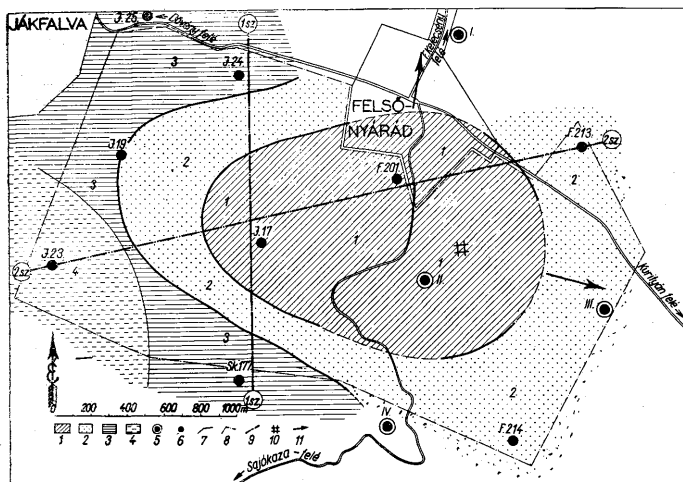 JÁKFALVA
J.25.
Dövény felé
1sz
I.
3
J.24.
FELSŐ-
NYÁRÁD
F.213.
2sz
J.19
2
1
F.201
2
3
1
J.17
1
J.23.
4
2sz
1
II.
III.
Kurityán felé
2
3
Sk.177.
2
1sz
IV.
F.214
0 200 400 600 800 1000m
1 2 3 4 5 6 7 8 9 10 11
Sajókaza-felé